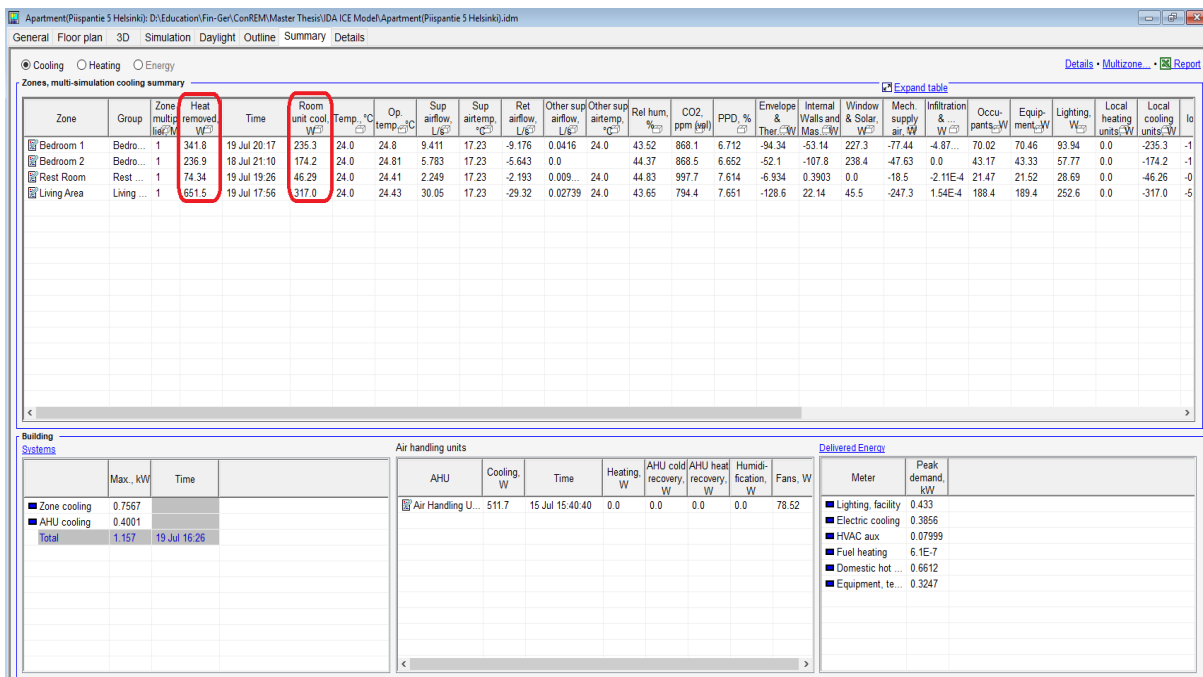 Apartment(Piispantie 5 Helsinki): D:\Education\Fin-Ger\ConREM\Master Thesis\IDA ICE Model\Apartment(Piispantie 5 Helsinki).idm
General Floor plan 3D Simulation Daylight Outline Summary Details
Cooling Heating Energy
Details • Multizone... • Report
Zones, multi-simulation cooling summary
Expand table
Zone Group Zone multip lier, M Heat removed, W Time Room unit cool, W Temp., °C Op. temp., °C Sup airflow, L/s Sup airtemp, °C Ret airflow, L/s Other sup airflow, L/s Other sup airtemp, °C Rel hum, % CO2, ppm (vol) PPD, % Envelope & Ther. W Internal Walls and Mas. W Window & Solar, W Mech. supply air, W Infiltration & ... W Occu-pants, W Equip-ment, W Lighting, W Local heating units, W Local cooling units, W lo
Bedroom 1 Bedro... 1 341.8 19 Jul 20:17 235.3 24.0 24.8 9.411 17.23 -9.176 0.0416 24.0 43.52 868.1 6.712 -94.34 -53.14 227.3 -77.44 -4.87... 70.02 70.46 93.94 0.0 -235.3 -1
Bedroom 2 Bedro... 1 236.9 18 Jul 21:10 174.2 24.0 24.81 5.783 17.23 -5.643 0.0 44.37 868.5 6.652 -52.1 -107.8 238.4 -47.63 0.0 43.17 43.33 57.77 0.0 -174.2 -1
Rest Room Rest ... 1 74.34 19 Jul 19:26 46.29 24.0 24.41 2.249 17.23 -2.193 0.009... 24.0 44.83 997.7 7.614 -6.934 0.3903 0.0 -18.5 -2.11E-4 21.47 21.52 28.69 0.0 -46.26 -0
Living Area Living ... 1 651.5 19 Jul 17:56 317.0 24.0 24.43 30.05 17.23 -29.32 0.02739 24.0 43.65 794.4 7.651 -128.6 22.14 45.5 -247.3 1.54E-4 188.4 189.4 252.6 0.0 -317.0 -5
Building
Systems
Max., kW Time
Zone cooling 0.7567
AHU cooling 0.4001
Total 1.157 19 Jul 16:26
Air handling units
AHU Cooling, W Time Heating, W AHU cold recovery, W AHU heat recovery, W Humidi-fication, W Fans, W
Air Handling U... 511.7 15 Jul 15:40:40 0.0 0.0 0.0 0.0 78.52
Delivered Energy
Meter Peak demand, kW
Lighting, facility 0.433
Electric cooling 0.3856
HVAC aux 0.07999
Fuel heating 6.1E-7
Domestic hot ... 0.6612
Equipment, te... 0.3247